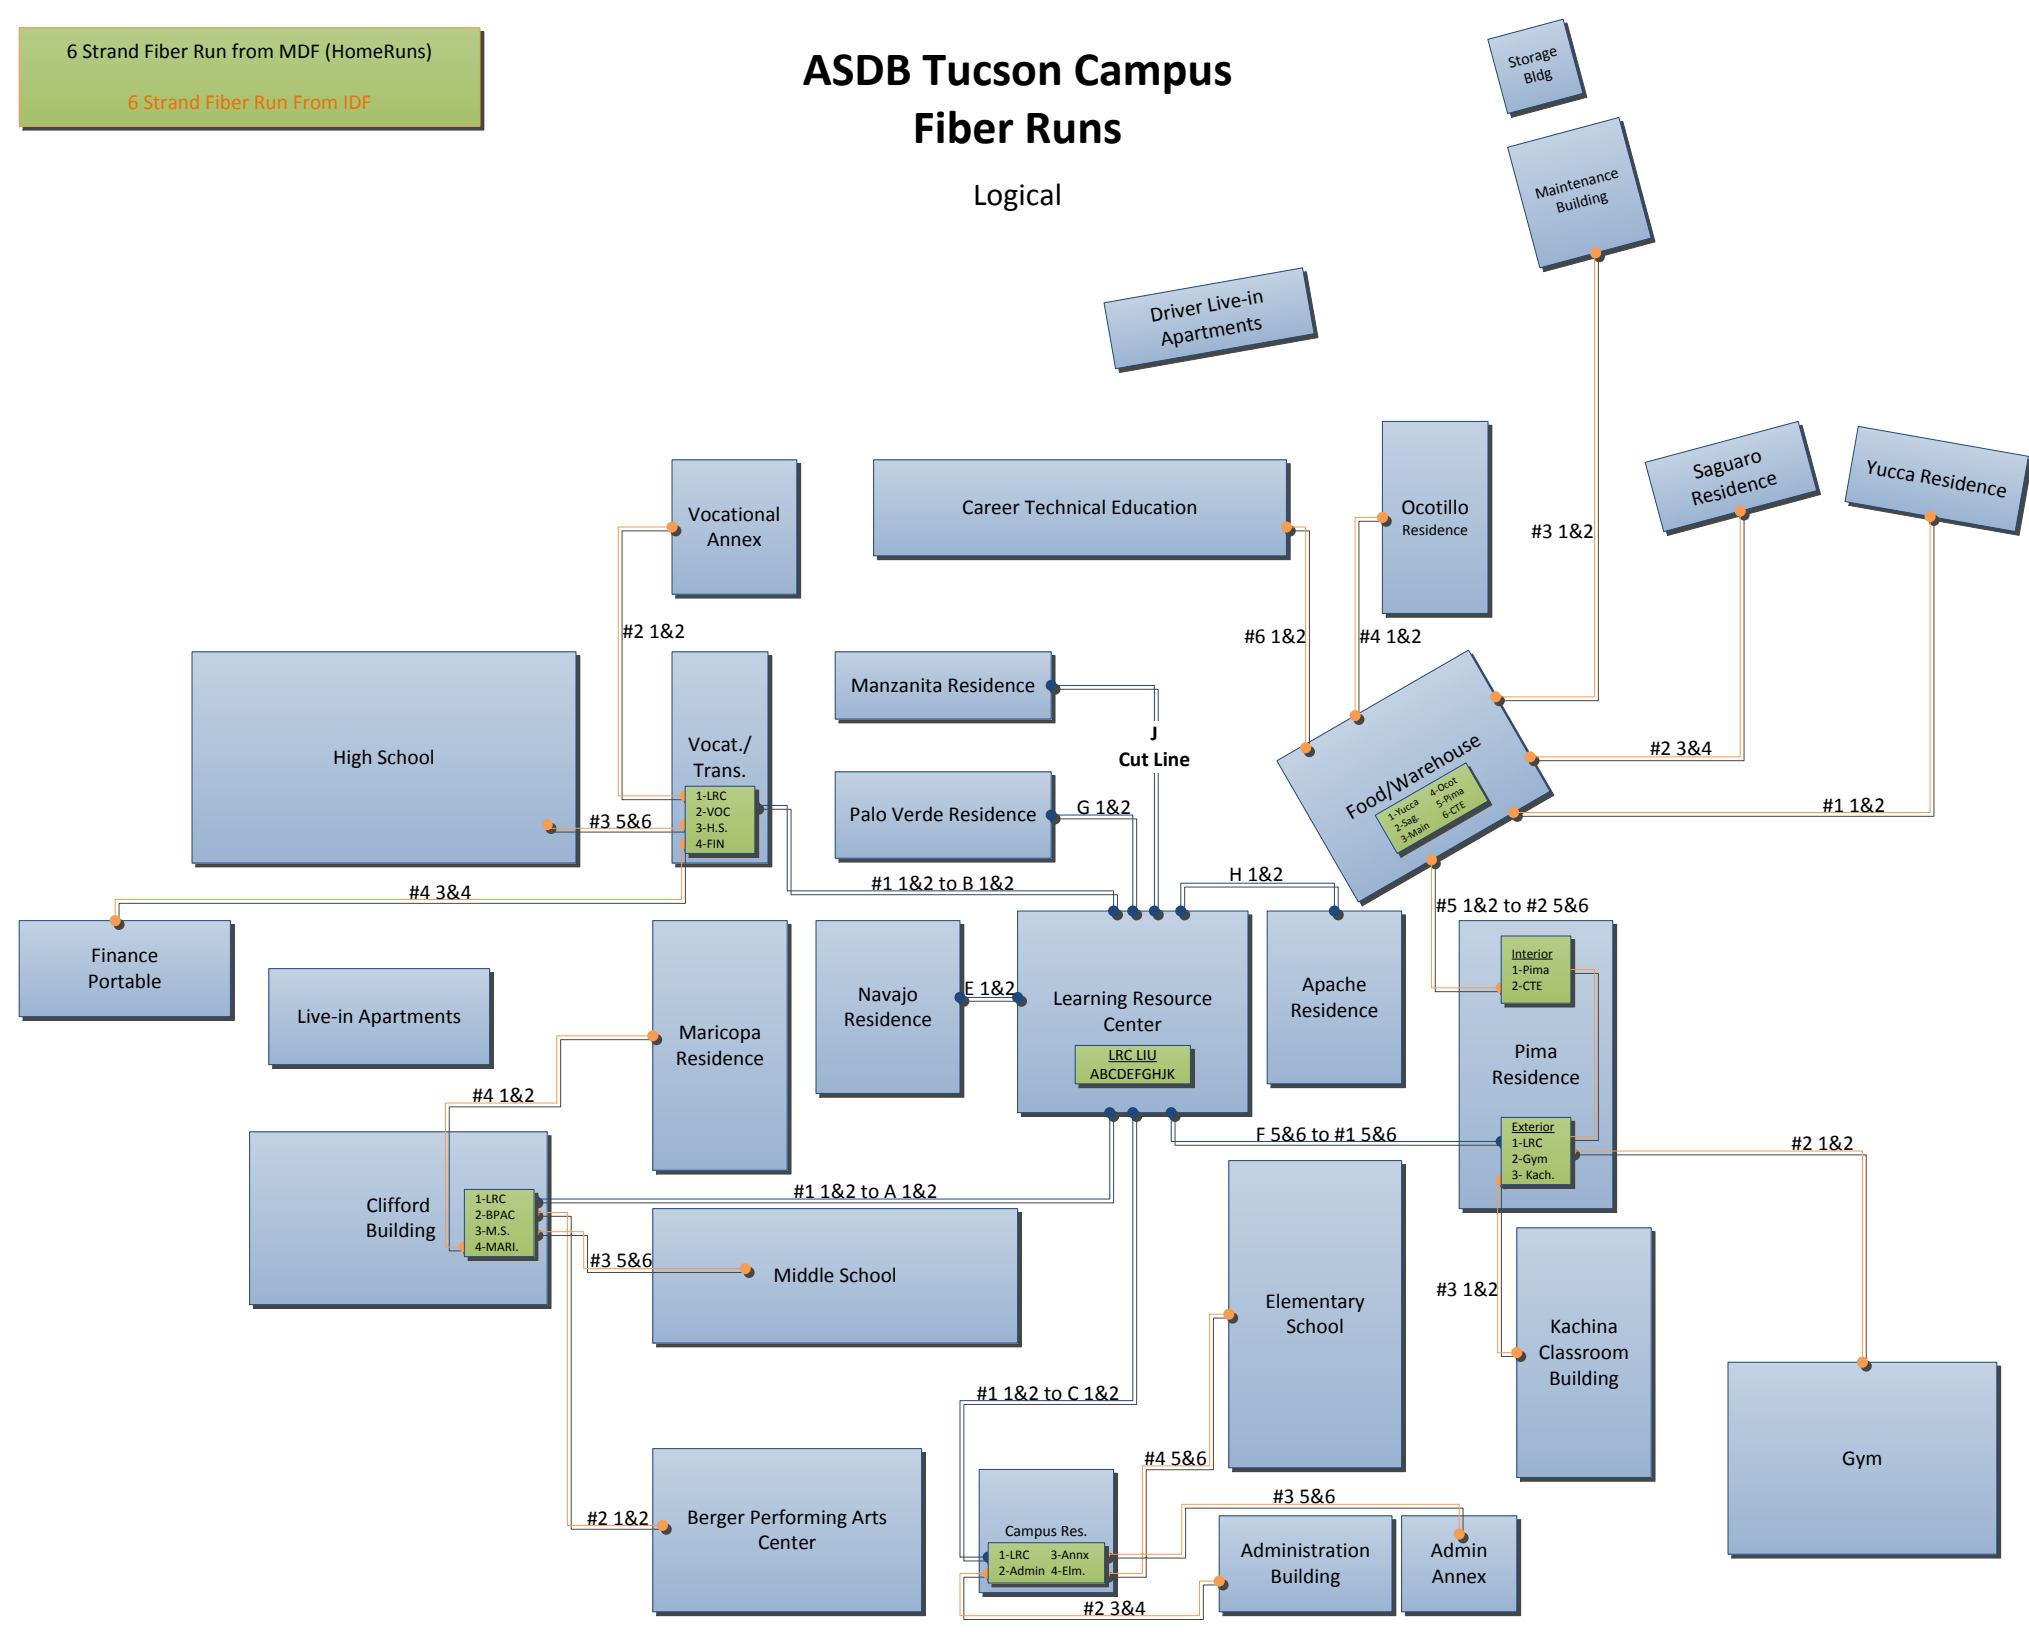 6 Strand Fiber Run from MDF (HomeRuns)
6 Strand Fiber Run From IDF
ASDB Tucson Campus
Fiber Runs
Logical
Storage
Bldg
Maintenance
Building
Driver Live-in
Apartments
Vocational
Annex
Career Technical Education
Ocotillo
Residence
#3 1&2
Saguaro
Residence
Yucca Residence
#2 1&2
#6 1&2
#4 1&2
High School
Vocat./
Trans.
1-LRC
2-VOC
3-H.S.
4-FIN
#3 5&6
Manzanita Residence
J
Cut Line
Palo Verde Residence
G 1&2
Food/Warehouse
1-Yucca 4-Ocot
2-Sag. 5-Pima
3-Main 6-CTE
#2 3&4
#1 1&2
#4 3&4
#1 1&2 to B 1&2
H 1&2
#5 1&2 to #2 5&6
Finance
Portable
Live-in Apartments
Maricopa
Residence
Navajo
Residence
E 1&2
Learning Resource
Center
LRC LIU
ABCDEFGHJK
Apache
Residence
Interior
1-Pima
2-CTE
Pima
Residence
Exterior
1-LRC
2-Gym
3- Kach.
#4 1&2
F 5&6 to #1 5&6
#2 1&2
Clifford
Building
1-LRC
2-BPAC
3-M.S.
4-MARI.
#1 1&2 to A 1&2
#3 5&6
Middle School
Elementary
School
#3 1&2
Kachina
Classroom
Building
Gym
#1 1&2 to C 1&2
#4 5&6
#2 1&2
Berger Performing Arts
Center
Campus Res.
1-LRC 3-Annx
2-Admin 4-Elm.
#3 5&6
Administration
Building
Admin
Annex
#2 3&4